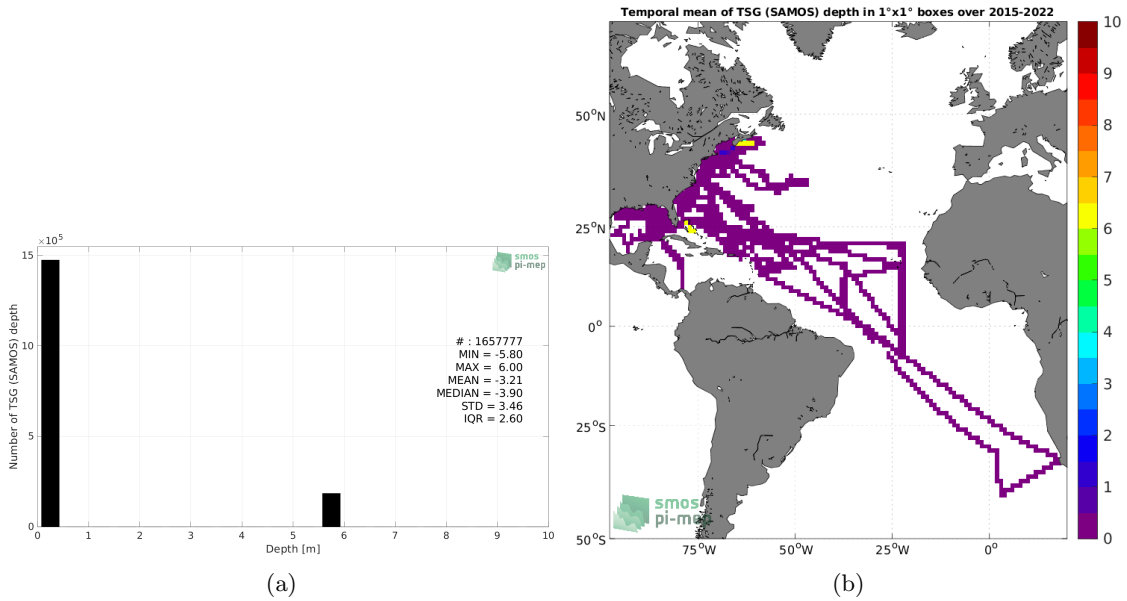 Temporal mean of TSG (SAMOS) depth in 1°x1° boxes over 2015-2022
×10⁵
15
10
5
0
Number of TSG (SAMOS) depth
smos
pi-mep
# : 1657777
MIN = -5.80
MAX = 6.00
MEAN = -3.21
MEDIAN = -3.90
STD = 3.46
IQR = 2.60
0 1 2 3 4 5 6 7 8 9 10
Depth [m]
(a)
50°N
25°N
0°
25°S
50°S
75°W 50°W 25°W 0°
smos
pi-mep
10
9
8
7
6
5
4
3
2
1
0
(b)